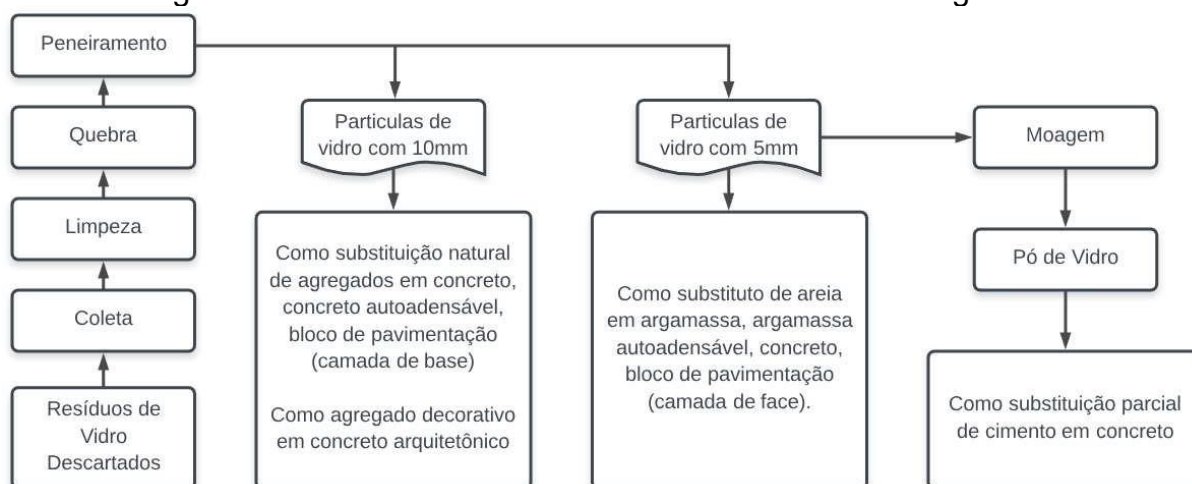 Peneiramento
Quebra
Limpeza
Coleta
Resíduos de
Vidro
Descartados
Particulas de
vidro com 10mm
Como substituição natural
de agregados em concreto,
concreto autoadensável,
bloco de pavimentação
(camada de base)
Como agregado decorativo
em concreto arquitetônico
Particulas de
vidro com 5mm
Como substituto de areia
em argamassa, argamassa
autoadensável, concreto,
bloco de pavimentação
(camada de face).
Moagem
Pó de Vidro
Como substituição parcial
de cimento em concreto